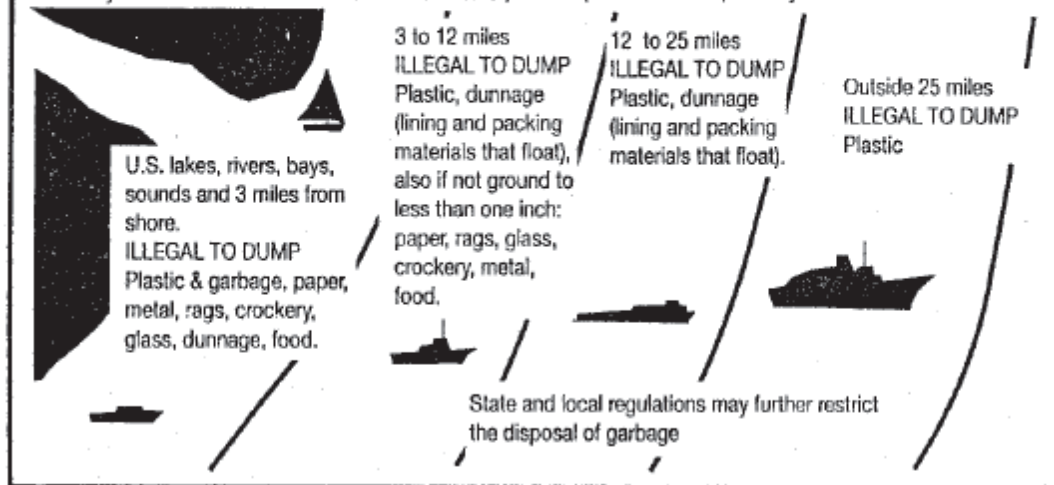 U.S. lakes, rivers, bays,
sounds and 3 miles from
shore.
ILLEGAL TO DUMP
Plastic & garbage, paper,
metal, rags, crockery,
glass, dunnage, food.
3 to 12 miles
ILLEGAL TO DUMP
Plastic, dunnage
(lining and packing
materials that float),
also if not ground to
less than one inch:
paper, rags, glass,
crockery, metal,
food.
12 to 25 miles
ILLEGAL TO DUMP
Plastic, dunnage
(lining and packing
materials that float).
Outside 25 miles
ILLEGAL TO DUMP
Plastic
State and local regulations may further restrict
the disposal of garbage